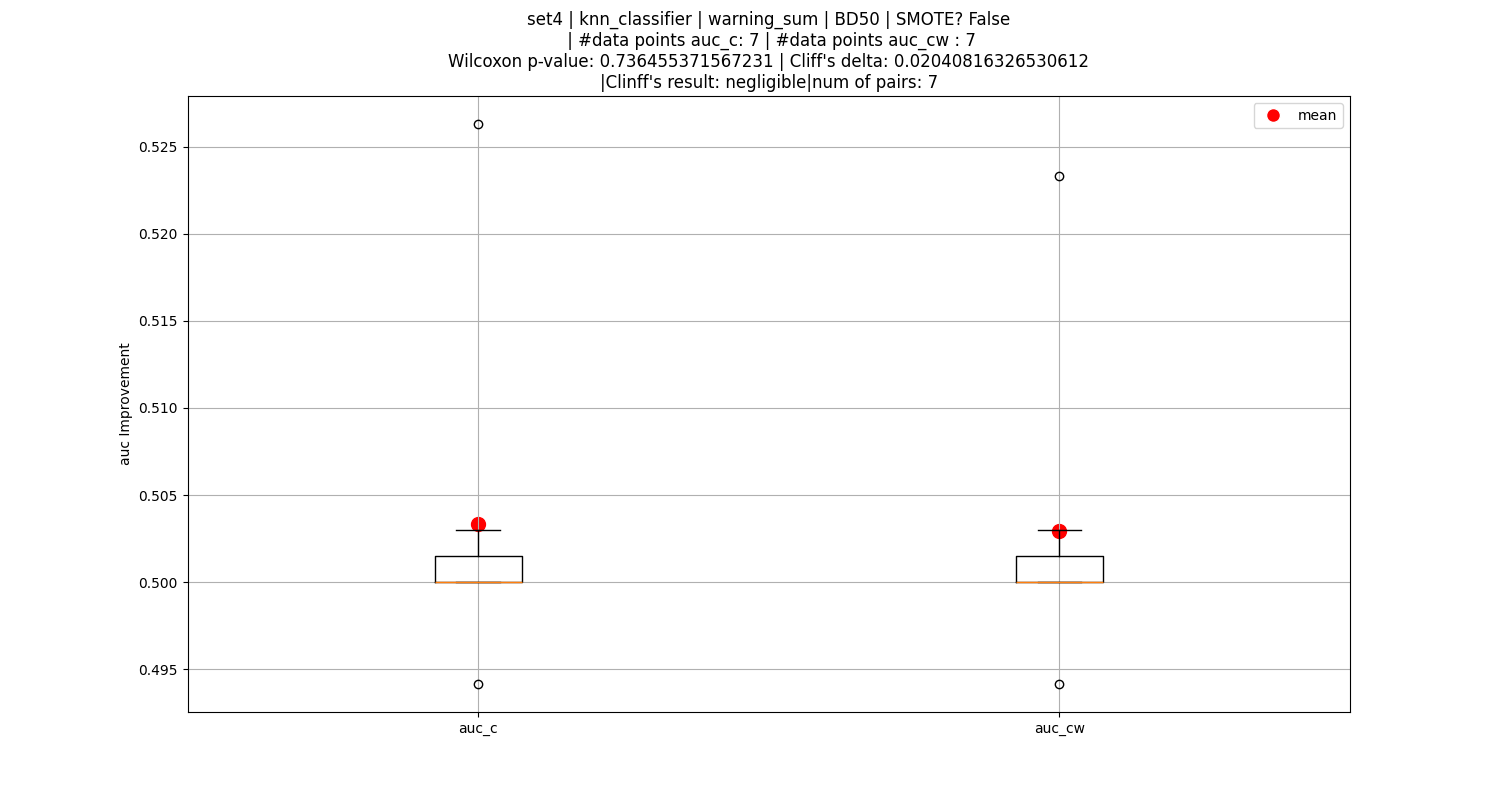 set4 | knn_classifier | warning_sum | BD50 | SMOTE? False
| #data points auc_c: 7 | #data points auc_cw : 7
Wilcoxon p-value: 0.736455371567231 | Cliff's delta: 0.02040816326530612
|Clinff's result: negligible|num of pairs: 7
mean
0.525
0.520
0.515
0.510
0.505
0.500
0.495
auc Improvement
auc_c
auc_cw